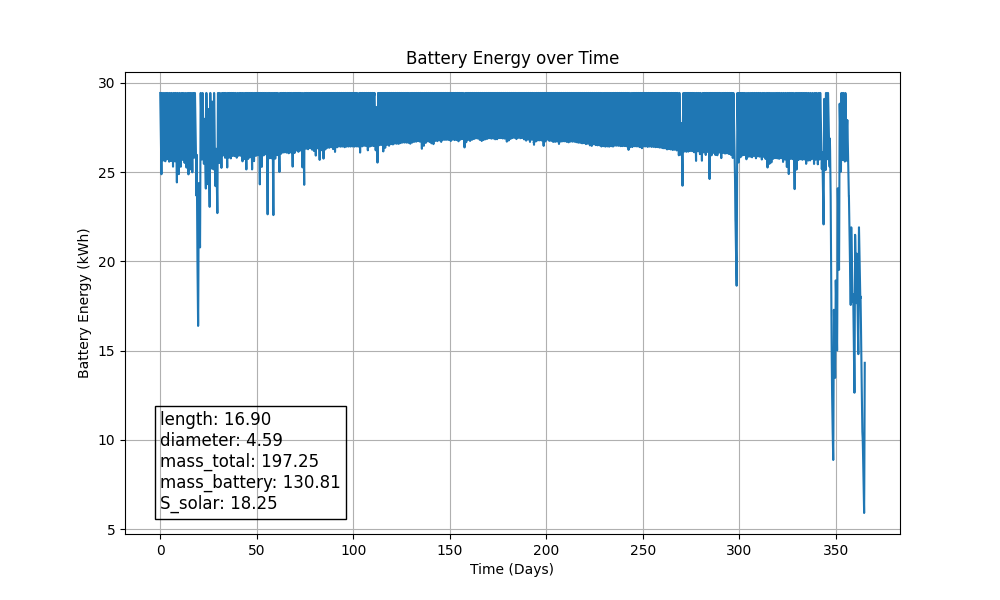 Battery Energy over Time
Battery Energy (kWh)
30
25
20
15
10
5
length: 16.90
diameter: 4.59
mass_total: 197.25
mass_battery: 130.81
S_solar: 18.25
0 50 100 150 200 250 300 350
Time (Days)